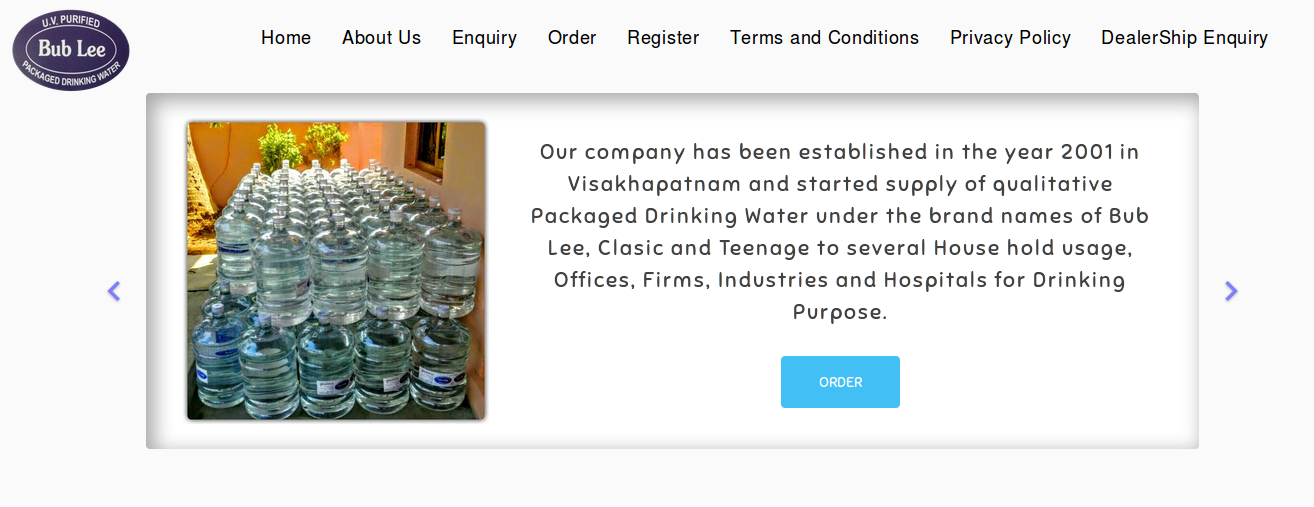 U.V. PURIFIED
Bub Lee
PACKAGED DRINKING WATER
Home About Us Enquiry Order Register Terms and Conditions Privacy Policy DealerShip Enquiry
Our company has been established in the year 2001 in
Visakhapatnam and started supply of qualitative
Packaged Drinking Water under the brand names of Bub
Lee, Clasic and Teenage to several House hold usage,
Offices, Firms, Industries and Hospitals for Drinking
Purpose.
ORDER